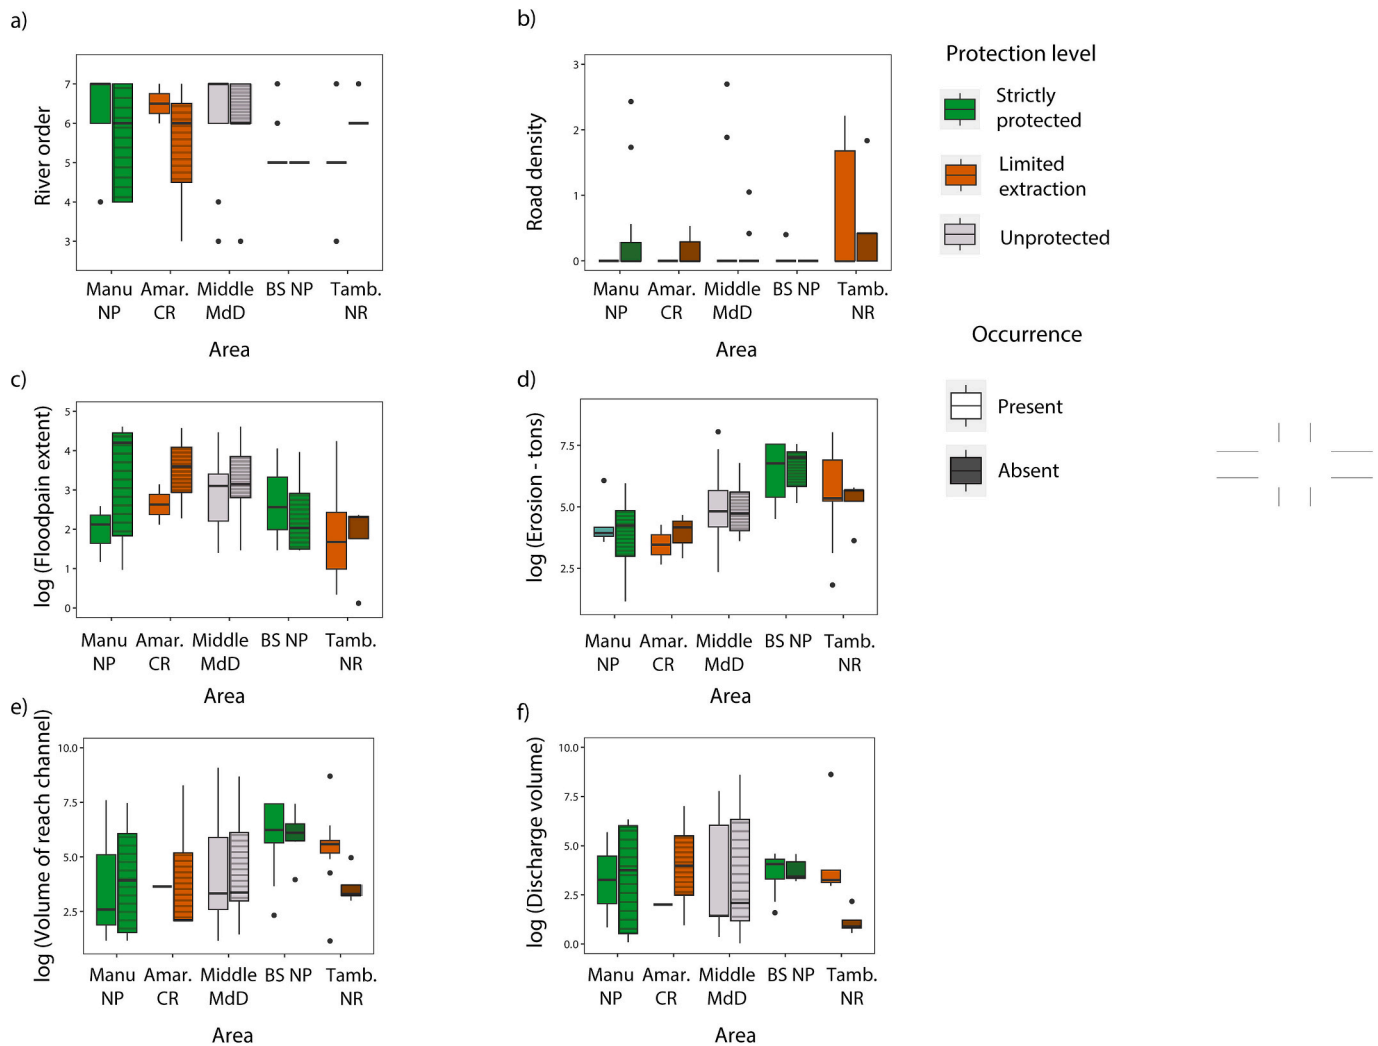 a)
River order
7
6
5
4
3
Manu Amar. Middle BS NP Tamb.
NP CR MdD NR
Area
b)
Road density
3
2
1
0
Manu Amar. Middle BS NP Tamb.
NP CR MdD NR
Area
Protection level
Strictly
protected
Limited
extraction
Unprotected
Occurrence
Present
Absent
c)
log (Floodpain extent)
5
4
3
2
1
0
Manu Amar. Middle BS NP Tamb.
NP CR MdD NR
Area
d)
log (Erosion - tons)
7.5
5.0
2.5
Manu Amar. Middle BS NP Tamb.
NP CR MdD NR
Area
e)
log (Volume of reach channel)
10.0
7.5
5.0
2.5
Manu Amar. Middle BS NP Tamb.
NP CR MdD NR
Area
f)
log (Discharge volume)
10.0
7.5
5.0
2.5
0.0
Manu Amar. Middle BS NP Tamb.
NP CR MdD NR
Area